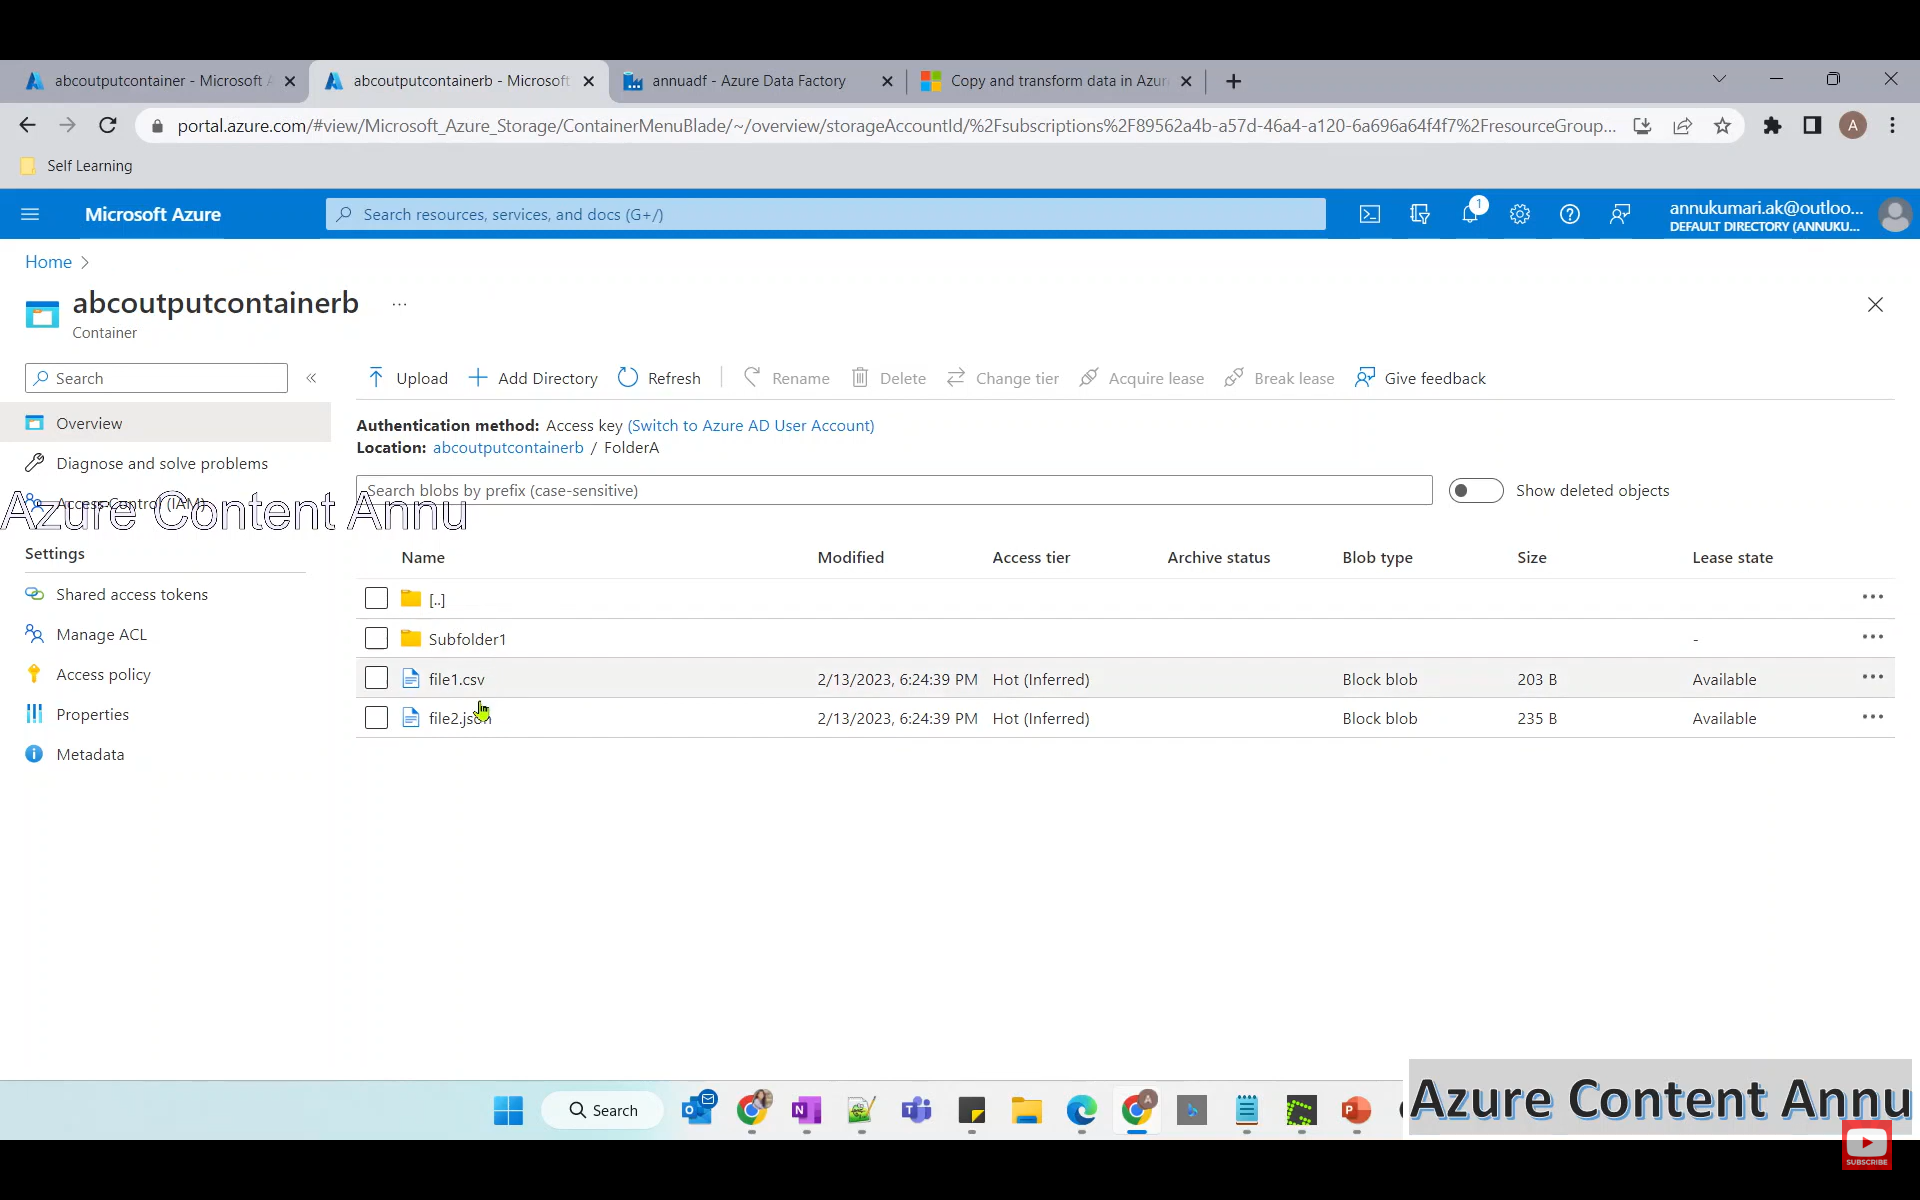 abcoutputcontainer - Microsoft A
abcoutputcontainerb - Microsoft
annuadf - Azure Data Factory
Copy and transform data in Azur
portal.azure.com/#view/Microsoft_Azure_Storage/ContainerMenuBlade/~/overview/storageAccountId/%2Fsubscriptions%2F89562a4b-a57d-46a4-a120-6a696a64f4f7%2FresourceGroup...
A
Self Learning
Microsoft Azure
Search resources, services, and docs (G+/)
1
annukumari.ak@outloo...
DEFAULT DIRECTORY (ANNUKU...
Home
abcoutputcontainerb
...
Container
Search
Upload
Add Directory
Refresh
Rename
Delete
Change tier
Acquire lease
Break lease
Give feedback
Overview
Diagnose and solve problems
Access Control (IAM)
Settings
Shared access tokens
Manage ACL
Access policy
Properties
Metadata
Authentication method: Access key (Switch to Azure AD User Account)
Location: abcoutputcontainerb / FolderA
Search blobs by prefix (case-sensitive)
Show deleted objects
Azure Content Annu
Name Modified Access tier Archive status Blob type Size Lease state
[..]
Subfolder1 -
file1.csv 2/13/2023, 6:24:39 PM Hot (Inferred) Block blob 203 B Available
file2.json 2/13/2023, 6:24:39 PM Hot (Inferred) Block blob 235 B Available
Search
Azure Content Annu
SUBSCRIBE